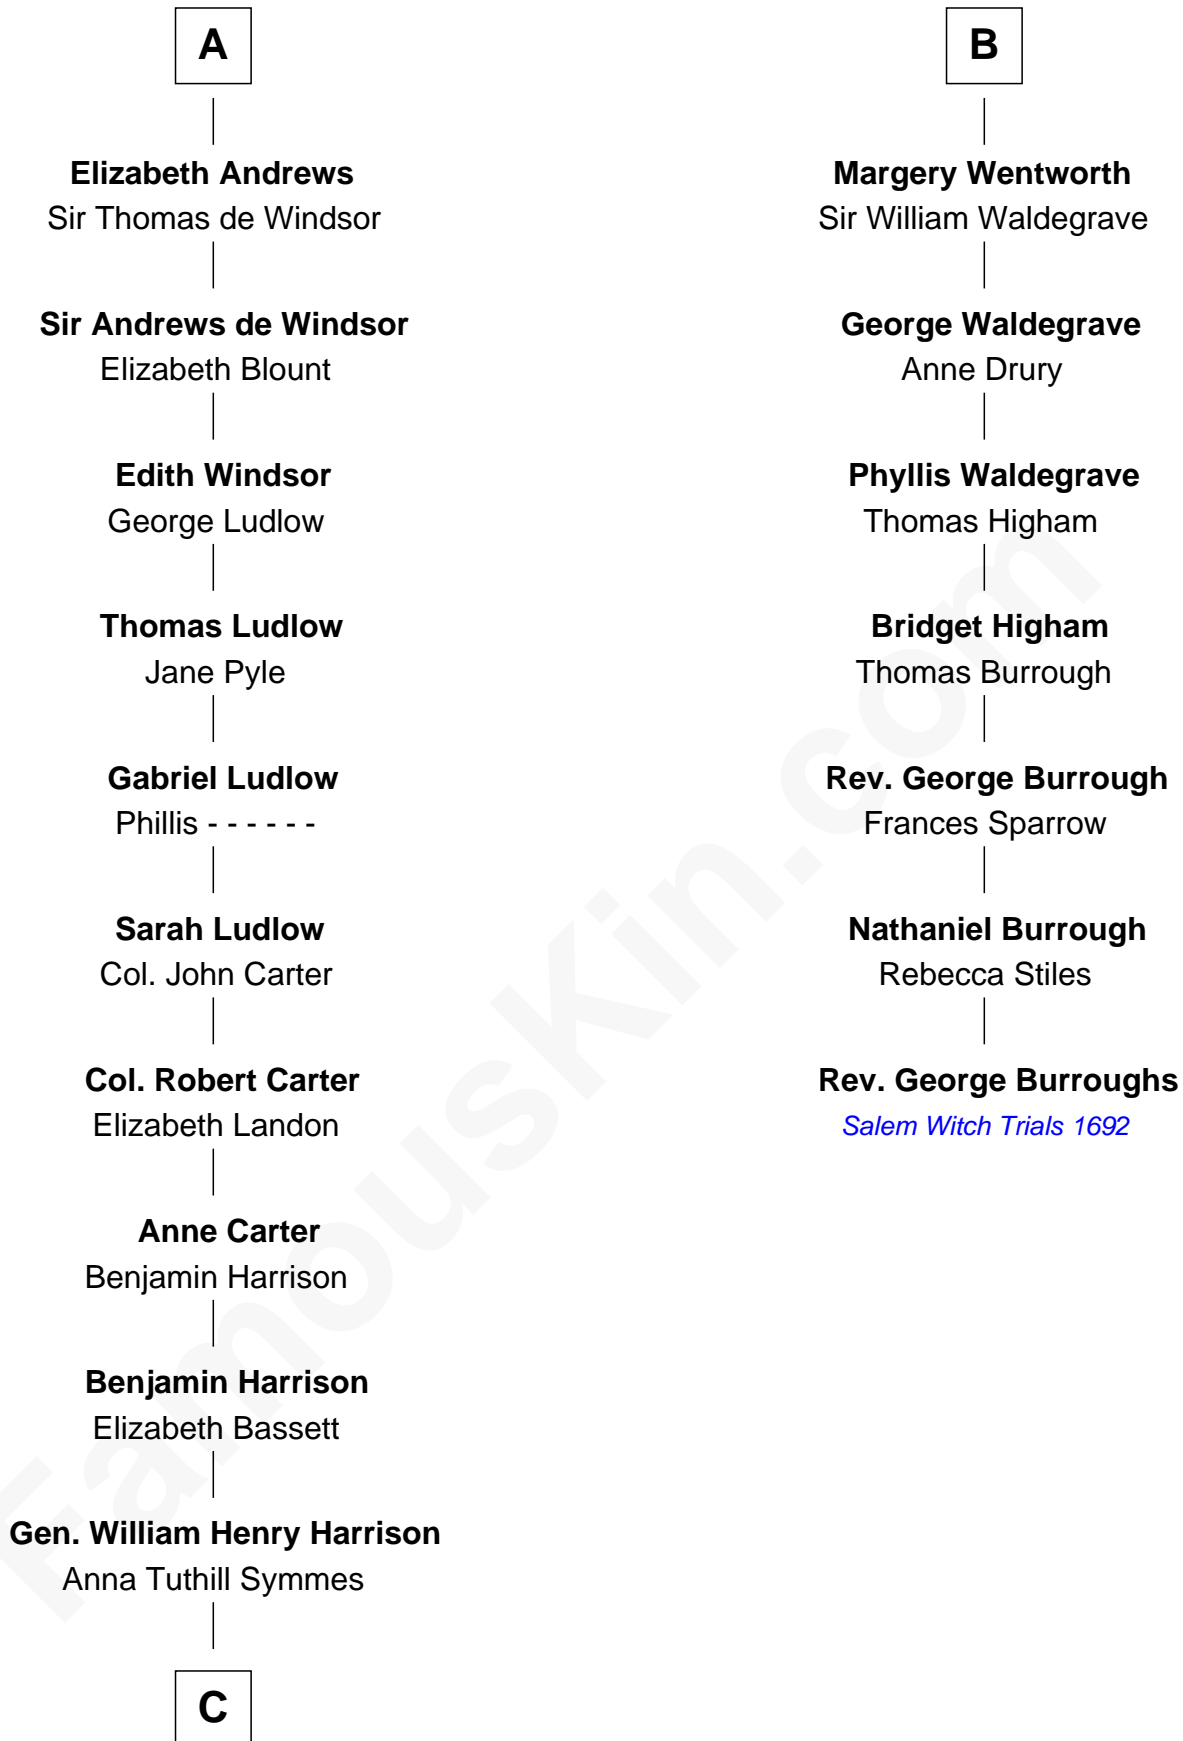 A
Elizabeth Andrews
Sir Thomas de Windsor
Sir Andrews de Windsor
Elizabeth Blount
Edith Windsor
George Ludlow
Thomas Ludlow
Jane Pyle
Gabriel Ludlow
Phillis - - - - - -
Sarah Ludlow
Col. John Carter
Col. Robert Carter
Elizabeth Landon
Anne Carter
Benjamin Harrison
Benjamin Harrison
Elizabeth Bassett
Gen. William Henry Harrison
Anna Tuthill Symmes
C
B
Margery Wentworth
Sir William Waldegrave
George Waldegrave
Anne Drury
Phyllis Waldegrave
Thomas Higham
Bridget Higham
Thomas Burrough
Rev. George Burrough
Frances Sparrow
Nathaniel Burrough
Rebecca Stiles
Rev. George Burroughs
Salem Witch Trials 1692
FamousKin.com